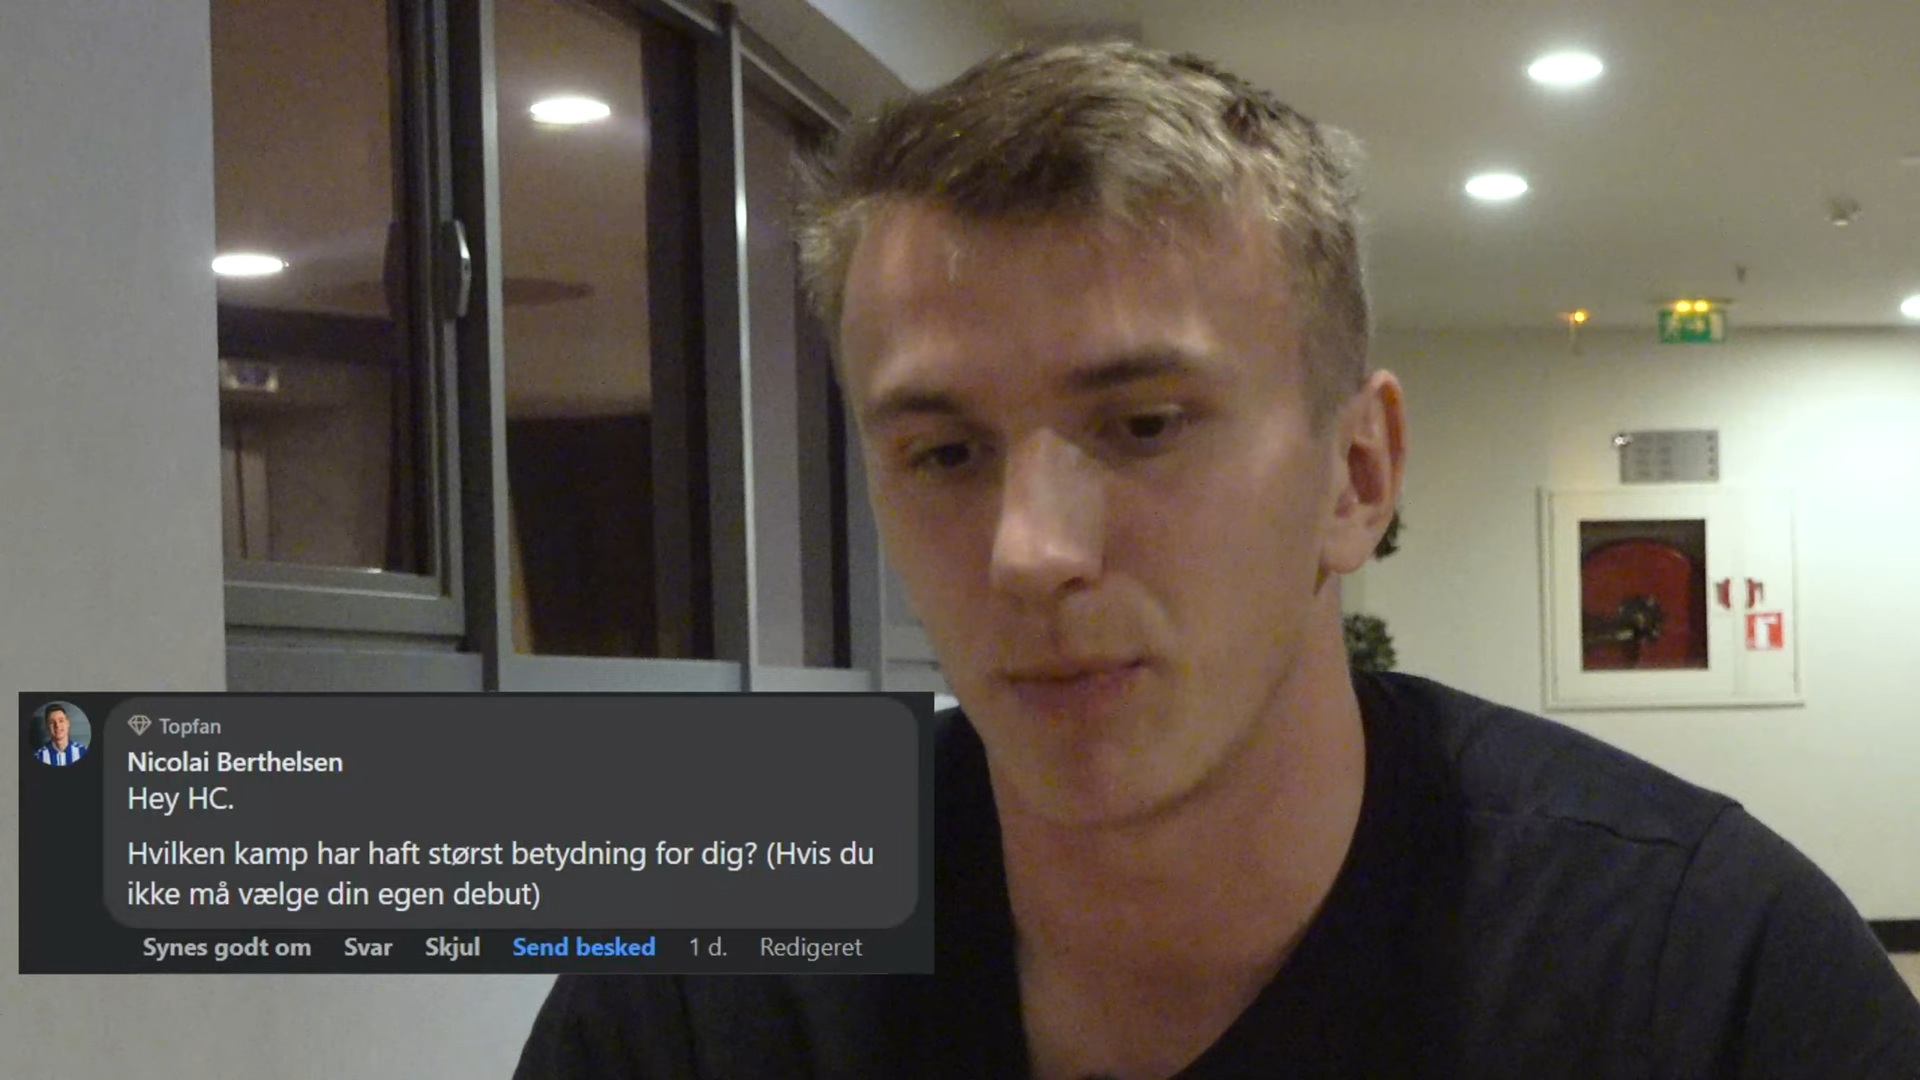 Topfan
Nicolai Berthelsen
Hey HC.
Hvilken kamp har haft størst betydning for dig? (Hvis du
ikke må vælge din egen debut)
Synes godt om Svar Skjul Send besked 1 d. Redigeret